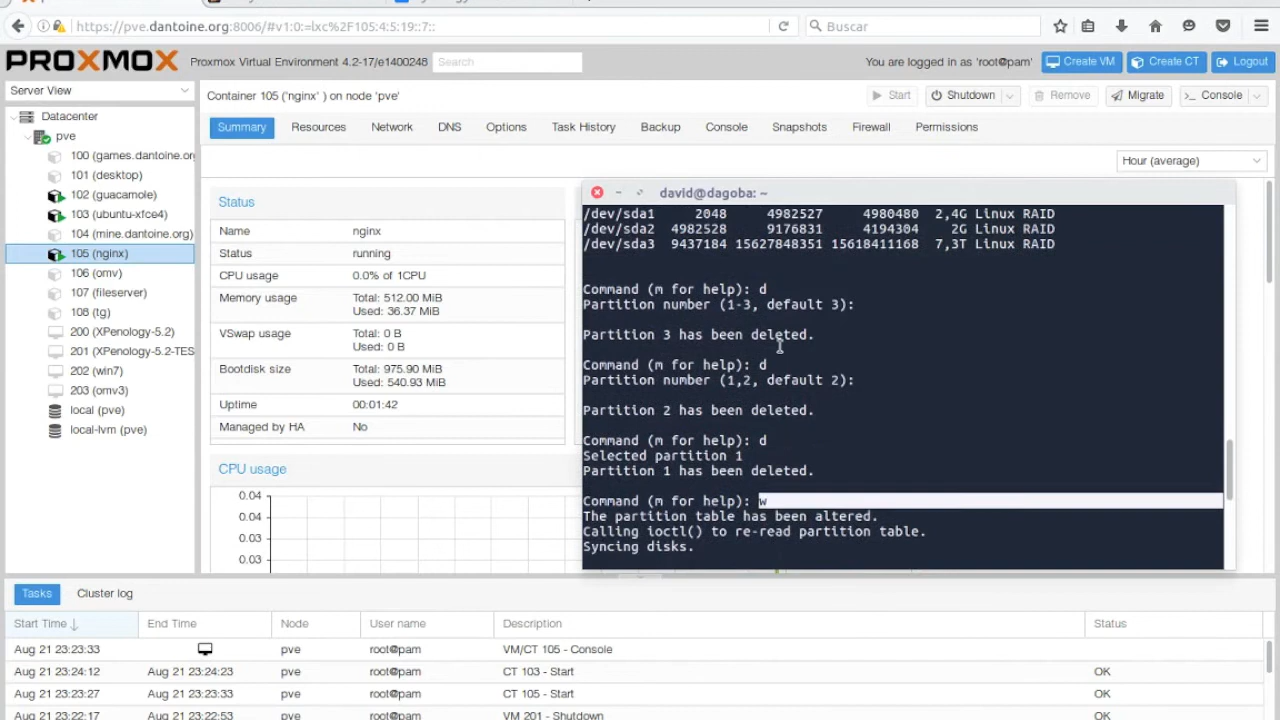 https://pve.dantoine.org:8006/#v1:0:=lxc%2F105:4:5:19::7::
Buscar
PROXMOX Proxmox Virtual Environment 4.2-17/e1400248 Search You are logged in as 'root@pam' Create VM Create CT Logout
Server View
Datacenter
pve
100 (games.dantoine.org
101 (desktop)
102 (guacamole)
103 (ubuntu-xfce4)
104 (mine.dantoine.org)
105 (nginx)
106 (omv)
107 (fileserver)
108 (tg)
200 (XPenology-5.2)
201 (XPenology-5.2-TES
202 (win7)
203 (omv3)
local (pve)
local-lvm (pve)
Container 105 ('nginx' ) on node 'pve' Start Shutdown Remove Migrate >_ Console
Summary Resources Network DNS Options Task History Backup Console Snapshots Firewall Permissions
Hour (average)
Status
Name nginx
Status running
CPU usage 0.0% of 1CPU
Memory usage Total: 512.00 MiB
Used: 36.37 MiB
VSwap usage Total: 0 B
Used: 0 B
Bootdisk size Total: 975.90 MiB
Used: 540.93 MiB
Uptime 00:01:42
Managed by HA No
CPU usage
0.04
0.04
0.03
0.03
david@dagoba: ~
/dev/sda1 2048 4982527 4980480 2,4G Linux RAID
/dev/sda2 4982528 9176831 4194304 2G Linux RAID
/dev/sda3 9437184 15627848351 15618411168 7,3T Linux RAID
Command (m for help): d
Partition number (1-3, default 3):
Partition 3 has been deleted.
Command (m for help): d
Partition number (1,2, default 2):
Partition 2 has been deleted.
Command (m for help): d
Selected partition 1
Partition 1 has been deleted.
Command (m for help): w
The partition table has been altered.
Calling ioctl() to re-read partition table.
Syncing disks.
Tasks Cluster log
Start Time End Time Node User name Description Status
Aug 21 23:23:33 pve root@pam VM/CT 105 - Console
Aug 21 23:24:12 Aug 21 23:24:23 pve root@pam CT 103 - Start OK
Aug 21 23:23:27 Aug 21 23:23:33 pve root@pam CT 105 - Start OK
Aug 21 23:22:17 Aug 21 23:22:53 pve root@pam VM 201 - Shutdown OK